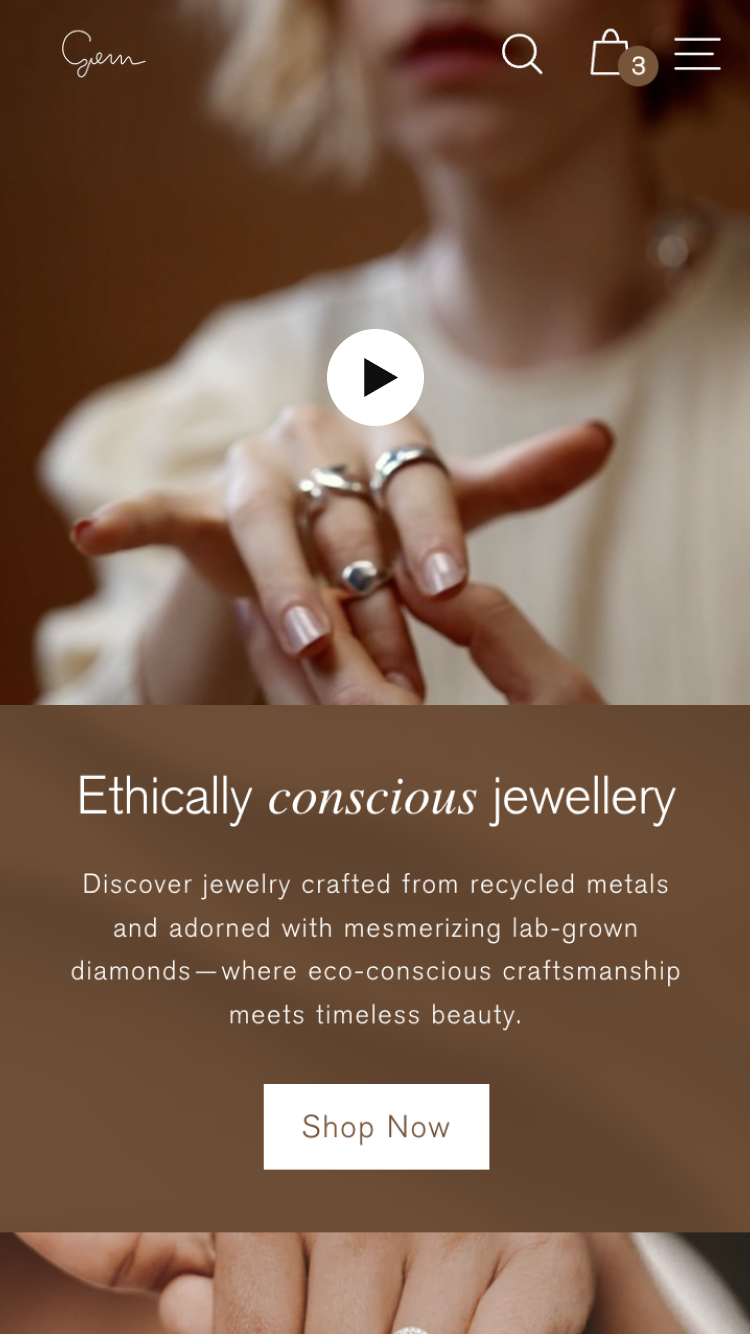 Gem
3
Ethically conscious jewellery
Discover jewelry crafted from recycled metals
and adorned with mesmerizing lab-grown
diamonds—where eco-conscious craftsmanship
meets timeless beauty.
Shop Now